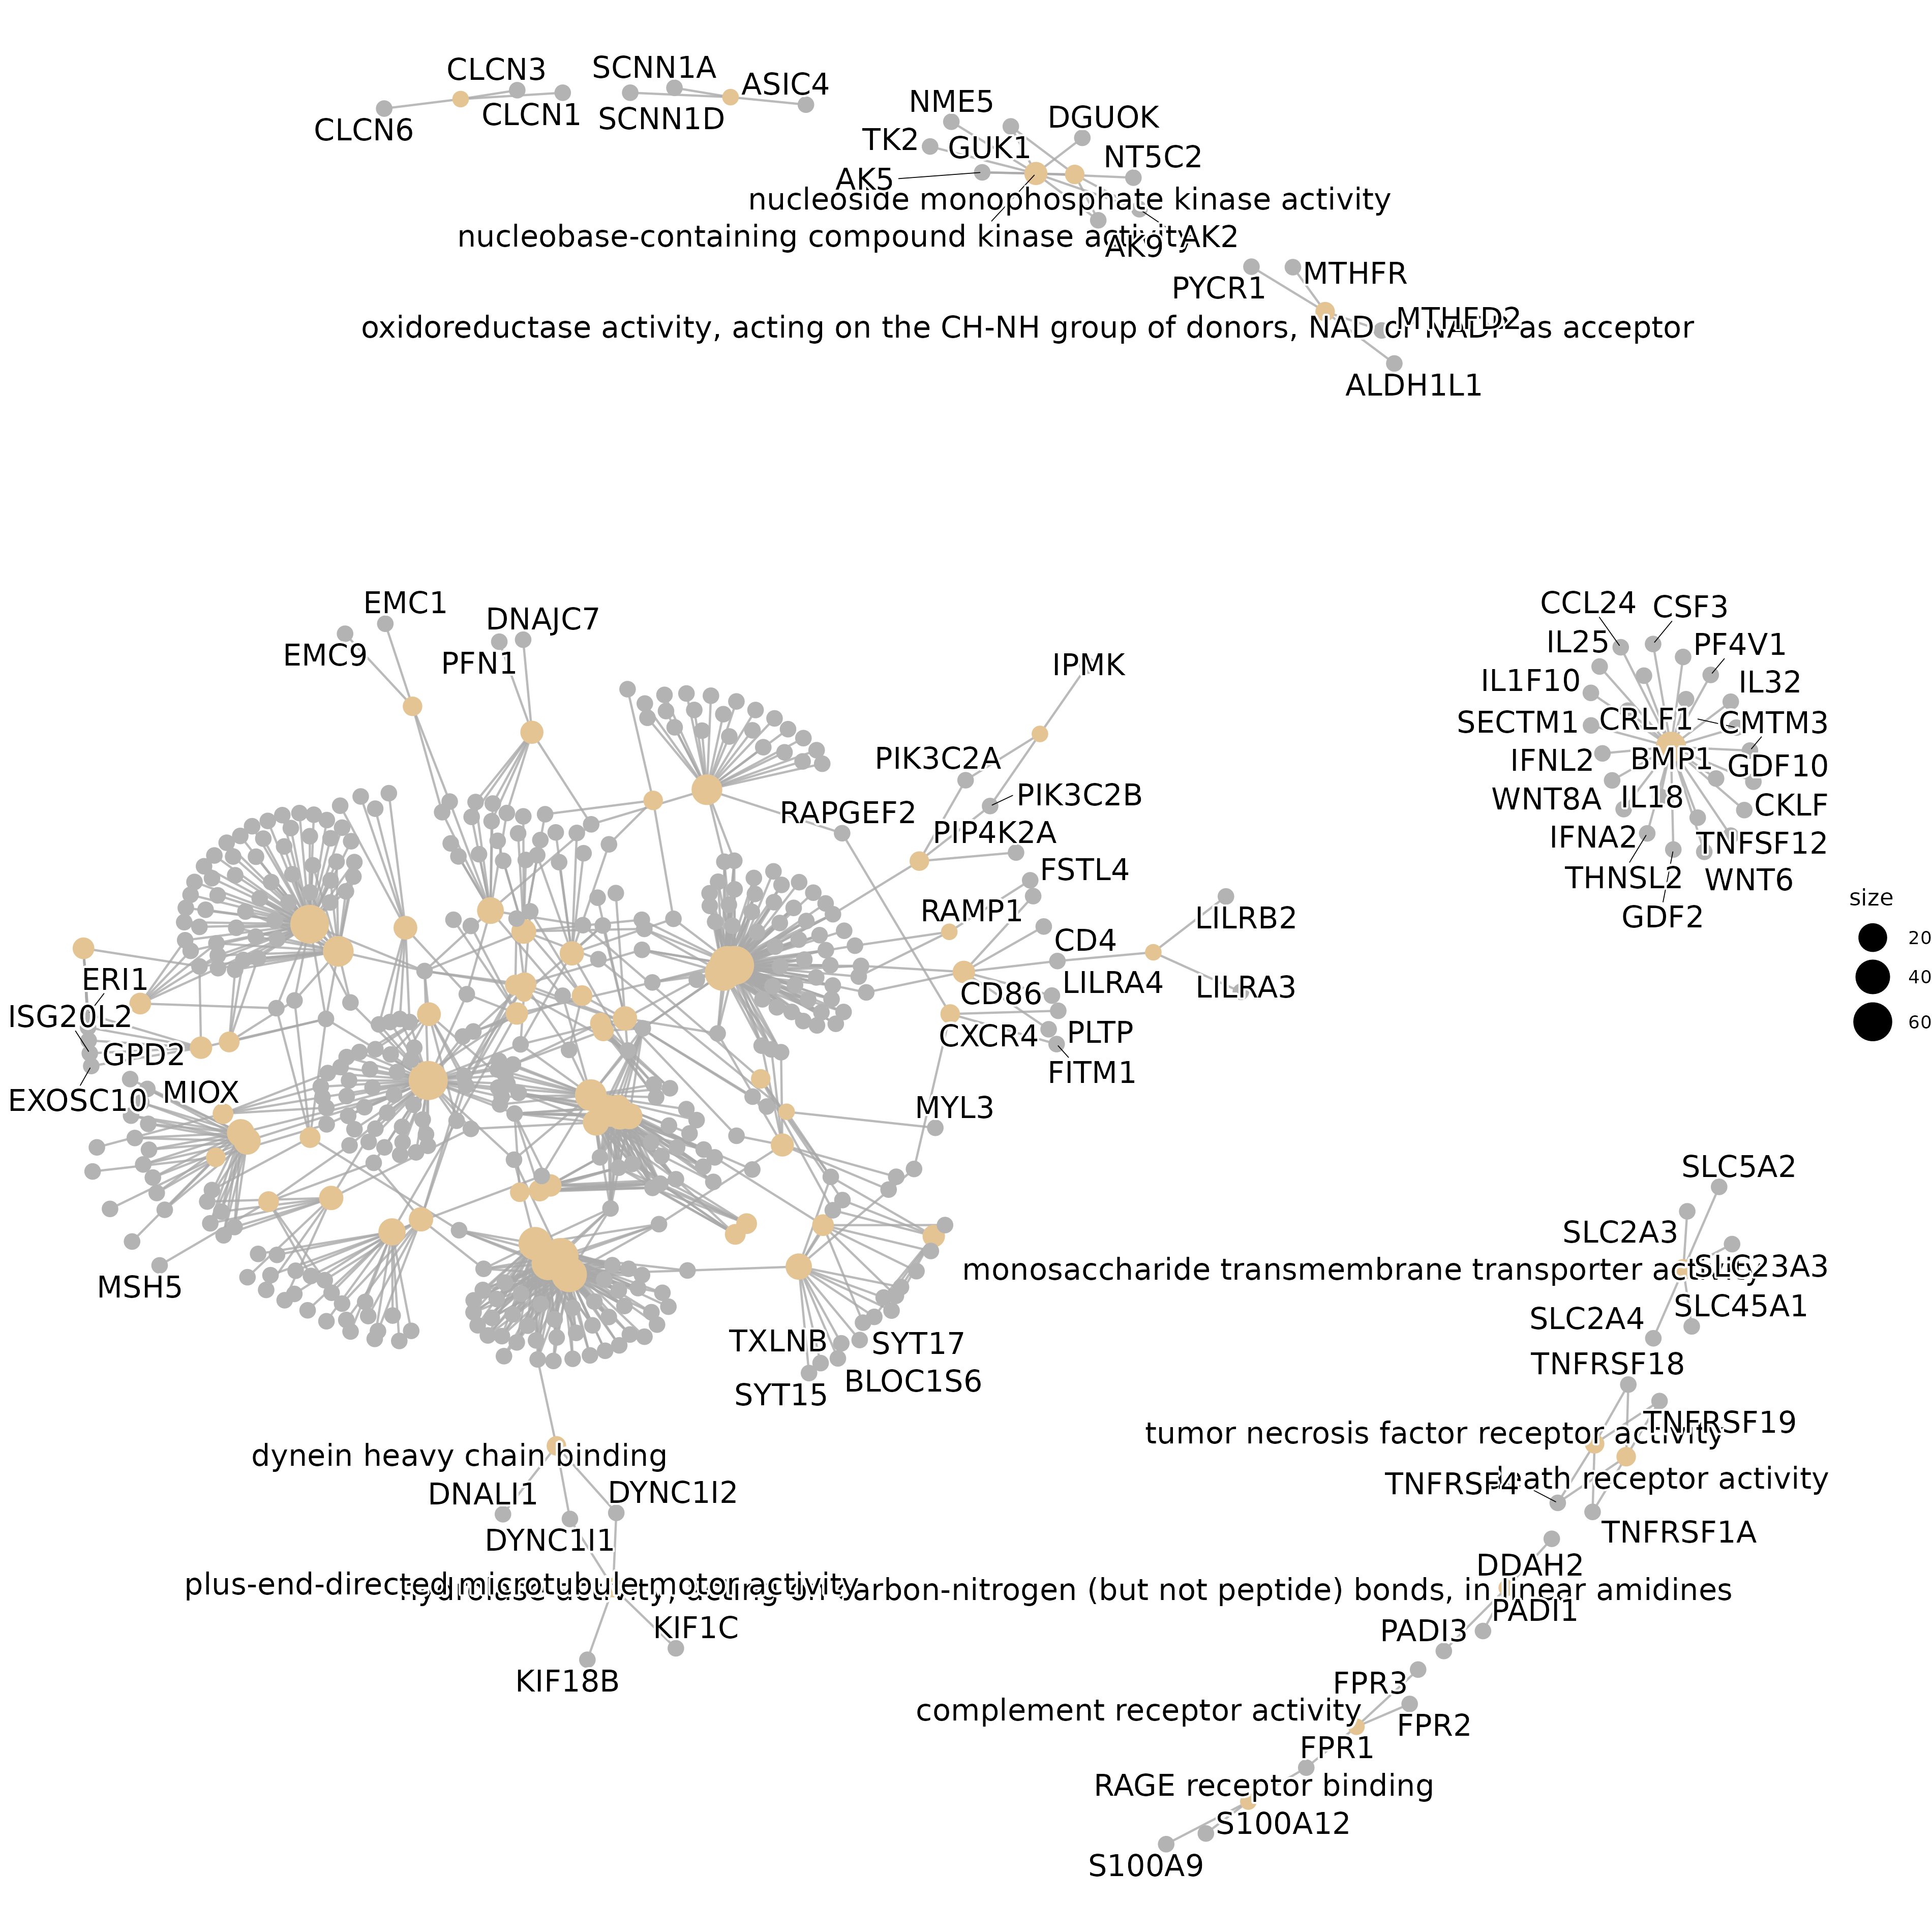 CLCN3
SCNN1A
ASIC4
CLCN6
CLCN1
SCNN1D
NME5
DGUOK
TK2
GUK1
NT5C2
AK5
nucleoside monophosphate kinase activity
nucleobase-containing compound kinase activity
AK9
AK2
PYCR1
MTHFR
MTHFD2
oxidoreductase activity, acting on the CH-NH group of donors, NAD or NADP as acceptor
ALDH1L1
EMC1
DNAJC7
EMC9
PFN1
IPMK
PIK3C2A
PIK3C2B
RAPGEF2
PIP4K2A
FSTL4
RAMP1
LILRB2
CD4
LILRA4
LILRA3
CD86
CXCR4
PLTP
FITM1
MYL3
CCL24
CSF3
IL25
PF4V1
IL1F10
IL32
SECTM1
CRLF1
CMTM3
IFNL2
BMP1
GDF10
WNT8A
IL18
CKLF
IFNA2
TNFSF12
THNSL2
WNT6
GDF2
size
20
40
60
ERI1
ISG20L2
GPD2
EXOSC10
MIOX
MSH5
TXLNB
SYT17
SYT15
BLOC1S6
SLC5A2
SLC2A3
monosaccharide transmembrane transporter activity
SLC23A3
SLC45A1
SLC2A4
TNFRSF18
TNFRSF19
tumor necrosis factor receptor activity
TNFRSF4
death receptor activity
TNFRSF1A
dynein heavy chain binding
DNALI1
DYNC1I2
DYNC1I1
DDAH2
plus-end-directed microtubule motor activity
hydrolase activity, acting on carbon-nitrogen (but not peptide) bonds, in linear amidines
PADI1
PADI3
KIF1C
KIF18B
FPR3
complement receptor activity
FPR2
FPR1
RAGE receptor binding
S100A12
S100A9